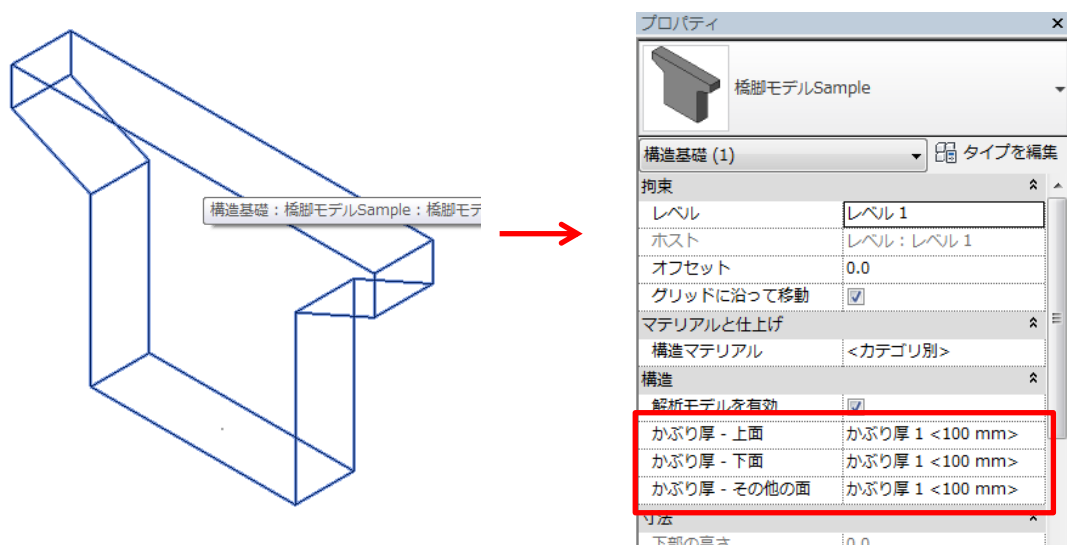 構造基礎：橋脚モデルSample：橋脚モデ
プロパティ
橋脚モデルSample
構造基礎 (1)
タイプを編集
拘束
レベル レベル 1
ホスト レベル：レベル 1
オフセット 0.0
グリッドに沿って移動
マテリアルと仕上げ
構造マテリアル <カテゴリ別>
構造
解析モデルを有効
かぶり厚 - 上面 かぶり厚 1 <100 mm>
かぶり厚 - 下面 かぶり厚 1 <100 mm>
かぶり厚 - その他の面 かぶり厚 1 <100 mm>
寸法
下部の高さ 0.0